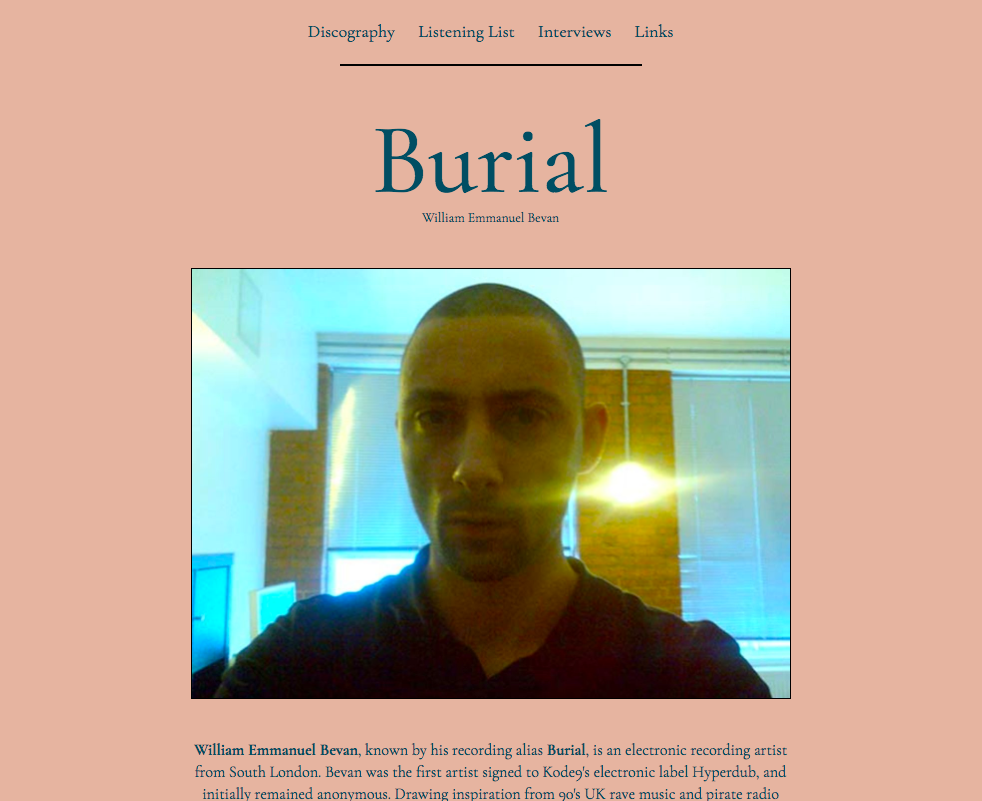 Discography Listening List Interviews Links
Burial
William Emmanuel Bevan
William Emmanuel Bevan, known by his recording alias Burial, is an electronic recording artist
from South London. Bevan was the first artist signed to Kode9's electronic label Hyperdub, and
initially remained anonymous. Drawing inspiration from 90's UK rave music and pirate radio